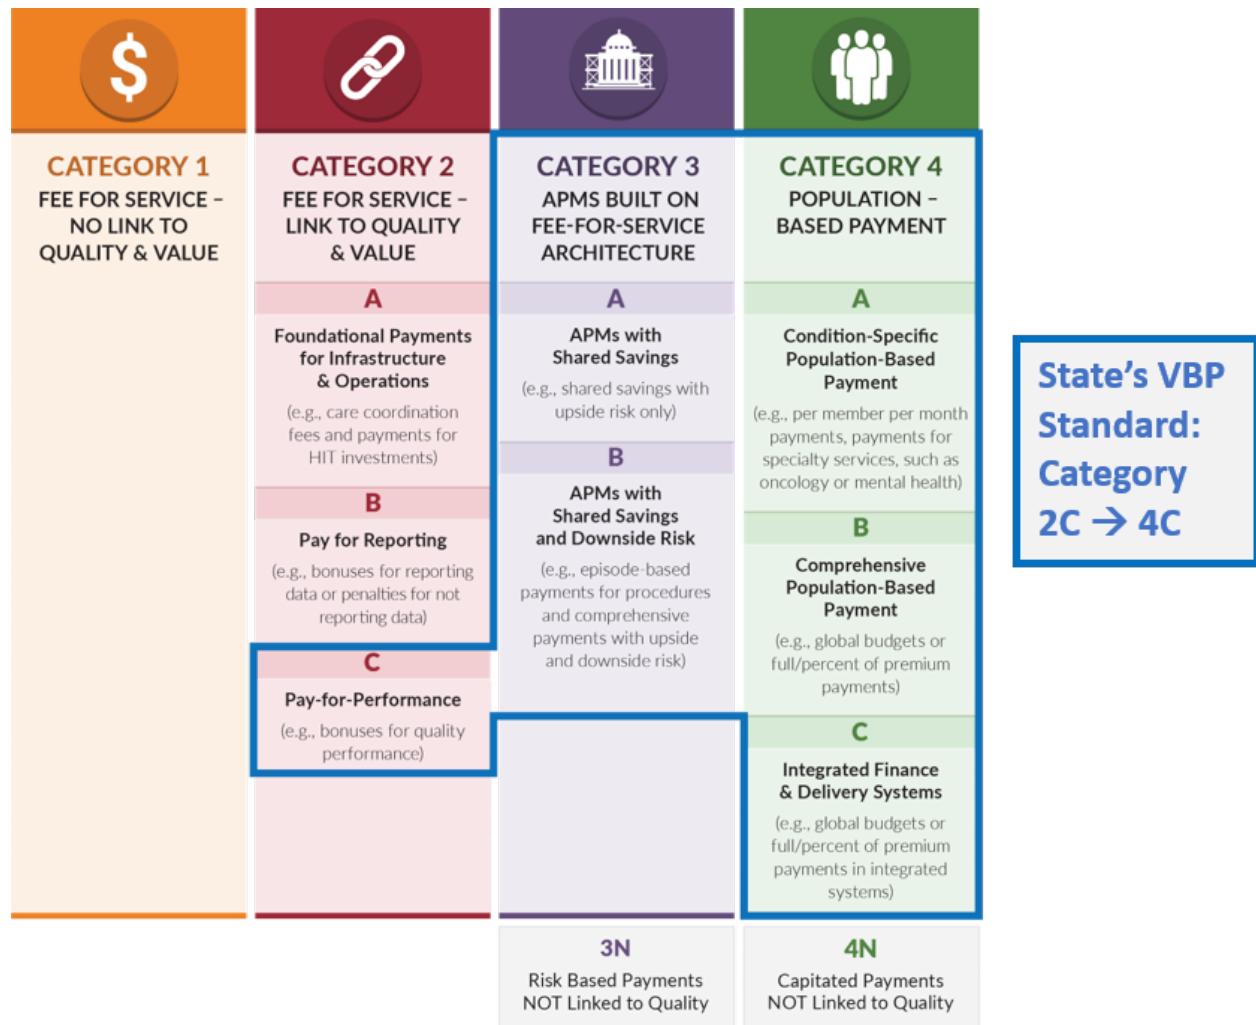 $
CATEGORY 1
FEE FOR SERVICE –
NO LINK TO
QUALITY & VALUE
CATEGORY 2
FEE FOR SERVICE –
LINK TO QUALITY
& VALUE
A
Foundational Payments
for Infrastructure
& Operations
(e.g., care coordination
fees and payments for
HIT investments)
B
Pay for Reporting
(e.g., bonuses for reporting
data or penalties for not
reporting data)
C
Pay-for-Performance
(e.g., bonuses for quality
performance)
CATEGORY 3
APMS BUILT ON
FEE-FOR-SERVICE
ARCHITECTURE
A
APMs with
Shared Savings
(e.g., shared savings with
upside risk only)
B
APMs with
Shared Savings
and Downside Risk
(e.g., episode-based
payments for procedures
and comprehensive
payments with upside
and downside risk)
3N
Risk Based Payments
NOT Linked to Quality
CATEGORY 4
POPULATION –
BASED PAYMENT
A
Condition-Specific
Population-Based
Payment
(e.g., per member per month
payments, payments for
specialty services, such as
oncology or mental health)
B
Comprehensive
Population-Based
Payment
(e.g., global budgets or
full/percent of premium
payments)
C
Integrated Finance
& Delivery Systems
(e.g., global budgets or
full/percent of premium
payments in integrated
systems)
4N
Capitated Payments
NOT Linked to Quality
State's VBP
Standard:
Category
2C → 4C